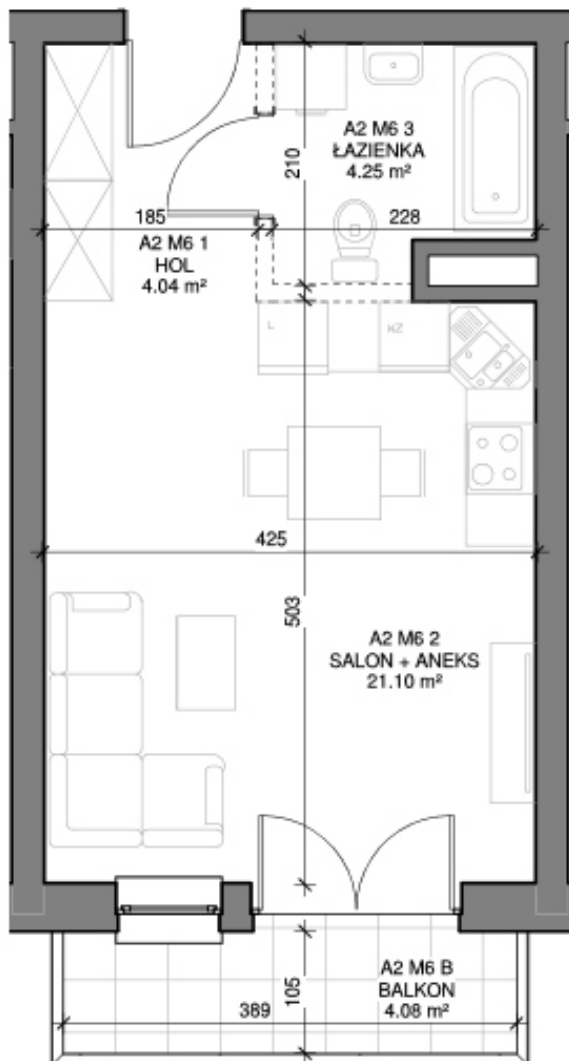 A2 M6 3
ŁAZIENKA
4.25 m²
210
185
228
A2 M6 1
HOL
4.04 m²
L
WZ
425
503
A2 M6 2
SALON + ANEKS
21.10 m²
A2 M6 B
BALKON
4.08 m²
105
389